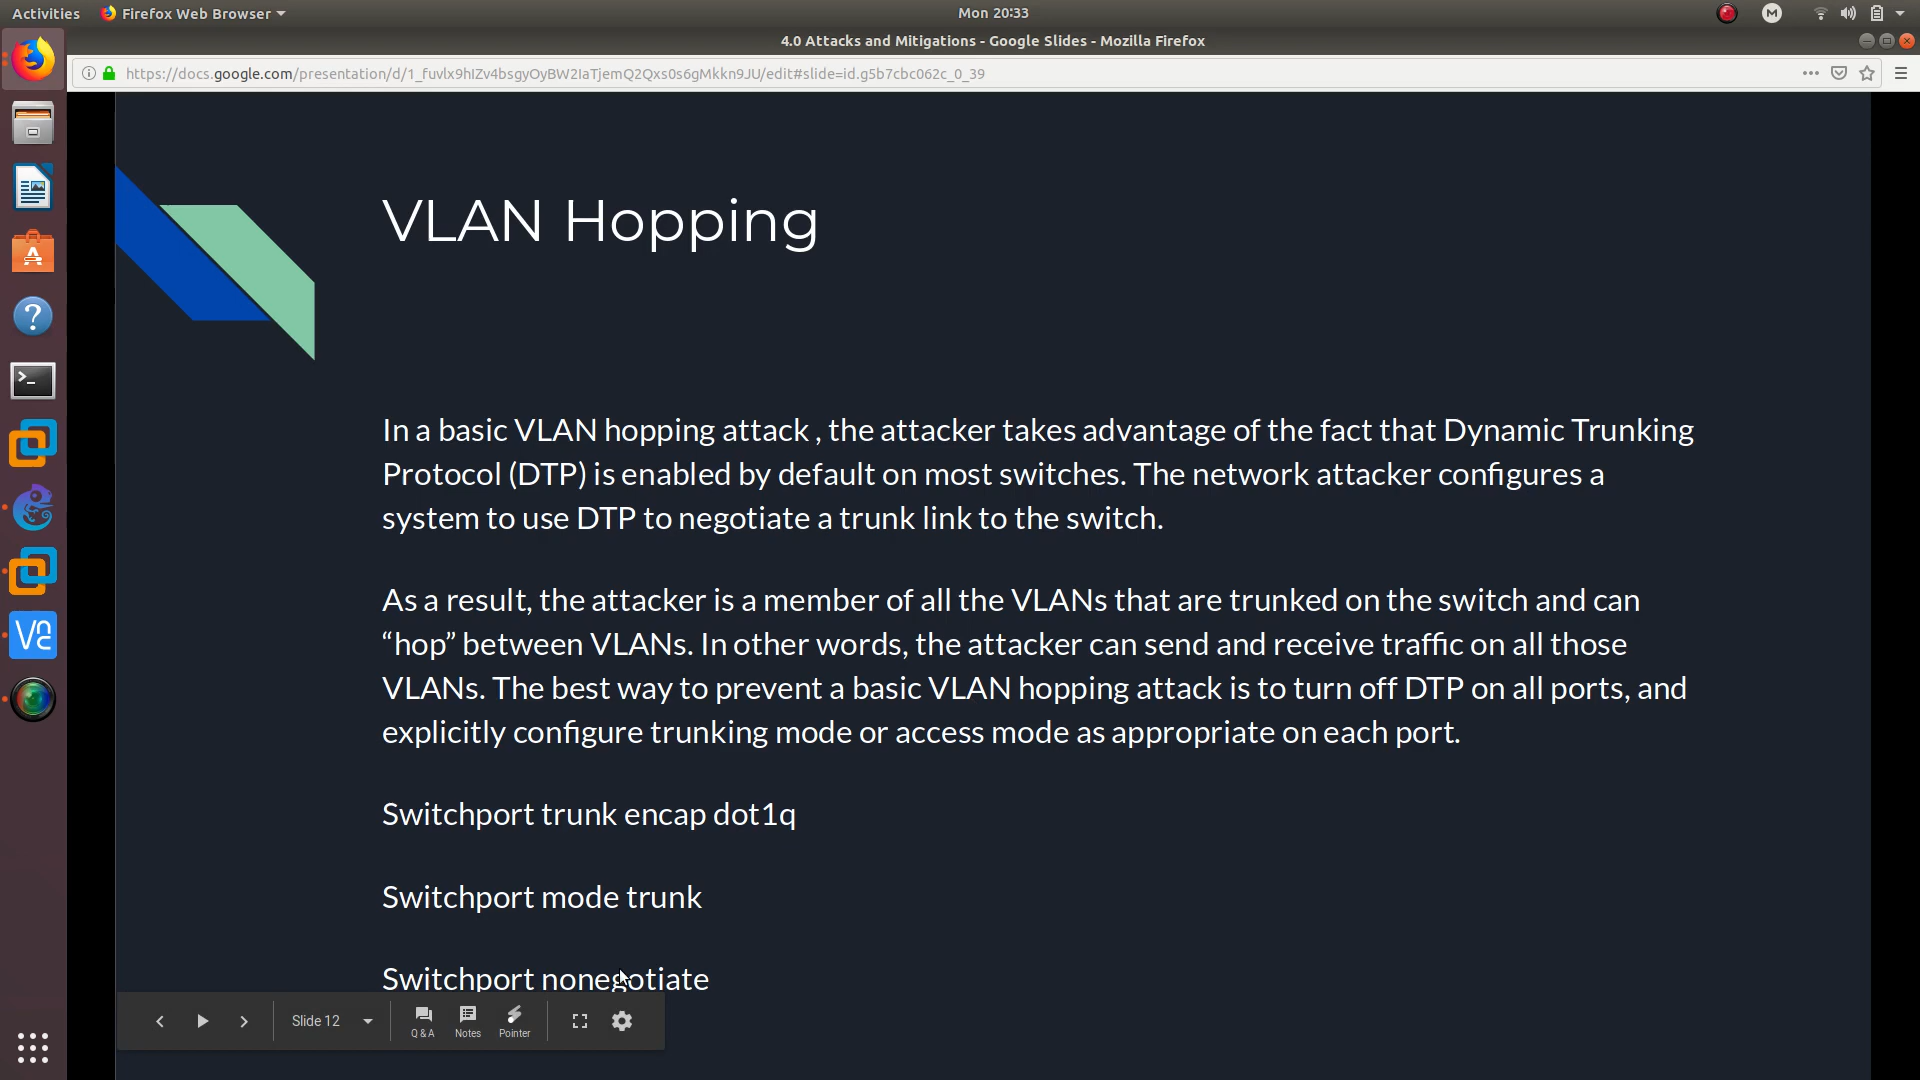 Activities
Firefox Web Browser
Mon 20:33
M
4.0 Attacks and Mitigations - Google Slides - Mozilla Firefox
https://docs.google.com/presentation/d/1_fuvlx9hIZv4bsgyOyBW2IaTjemQ2Qxs0s6gMkkn9JU/edit#slide=id.g5b7cbc062c_0_39
VLAN Hopping
In a basic VLAN hopping attack , the attacker takes advantage of the fact that Dynamic Trunking
Protocol (DTP) is enabled by default on most switches. The network attacker configures a
system to use DTP to negotiate a trunk link to the switch.
As a result, the attacker is a member of all the VLANs that are trunked on the switch and can
“hop” between VLANs. In other words, the attacker can send and receive traffic on all those
VLANs. The best way to prevent a basic VLAN hopping attack is to turn off DTP on all ports, and
explicitly configure trunking mode or access mode as appropriate on each port.
Switchport trunk encap dot1q
Switchport mode trunk
Switchport nonegotiate
Slide 12
Q & A
Notes
Pointer